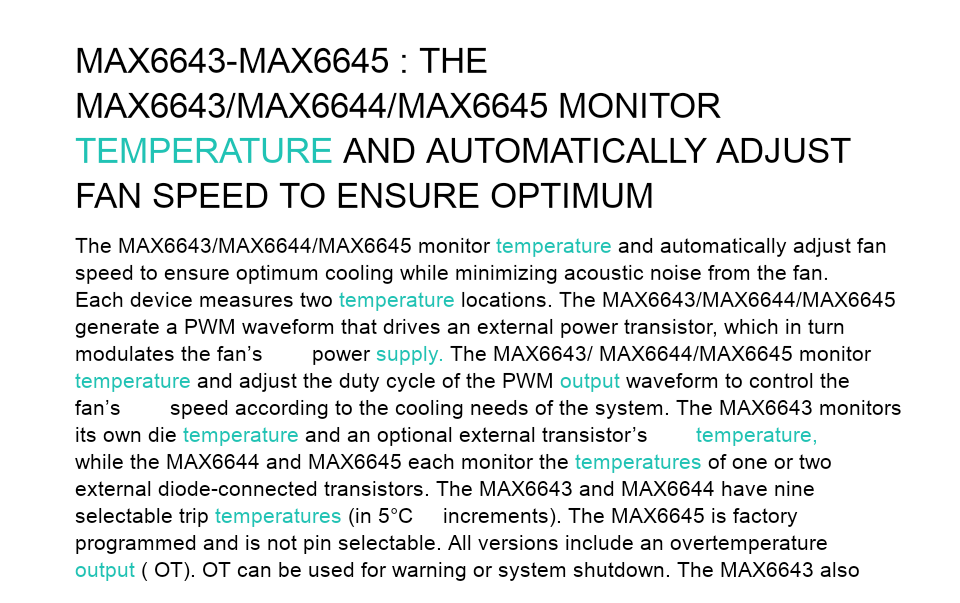 MAX6643-MAX6645 : THE
MAX6643/MAX6644/MAX6645 MONITOR
TEMPERATURE AND AUTOMATICALLY ADJUST
FAN SPEED TO ENSURE OPTIMUM
The MAX6643/MAX6644/MAX6645 monitor temperature and automatically adjust fan
speed to ensure optimum cooling while minimizing acoustic noise from the fan.
Each device measures two temperature locations. The MAX6643/MAX6644/MAX6645
generate a PWM waveform that drives an external power transistor, which in turn
modulates the fan’s power supply. The MAX6643/ MAX6644/MAX6645 monitor
temperature and adjust the duty cycle of the PWM output waveform to control the
fan’s speed according to the cooling needs of the system. The MAX6643 monitors
its own die temperature and an optional external transistor’s temperature,
while the MAX6644 and MAX6645 each monitor the temperatures of one or two
external diode-connected transistors. The MAX6643 and MAX6644 have nine
selectable trip temperatures (in 5°C increments). The MAX6645 is factory
programmed and is not pin selectable. All versions include an overtemperature
output ( OT). OT can be used for warning or system shutdown. The MAX6643 also